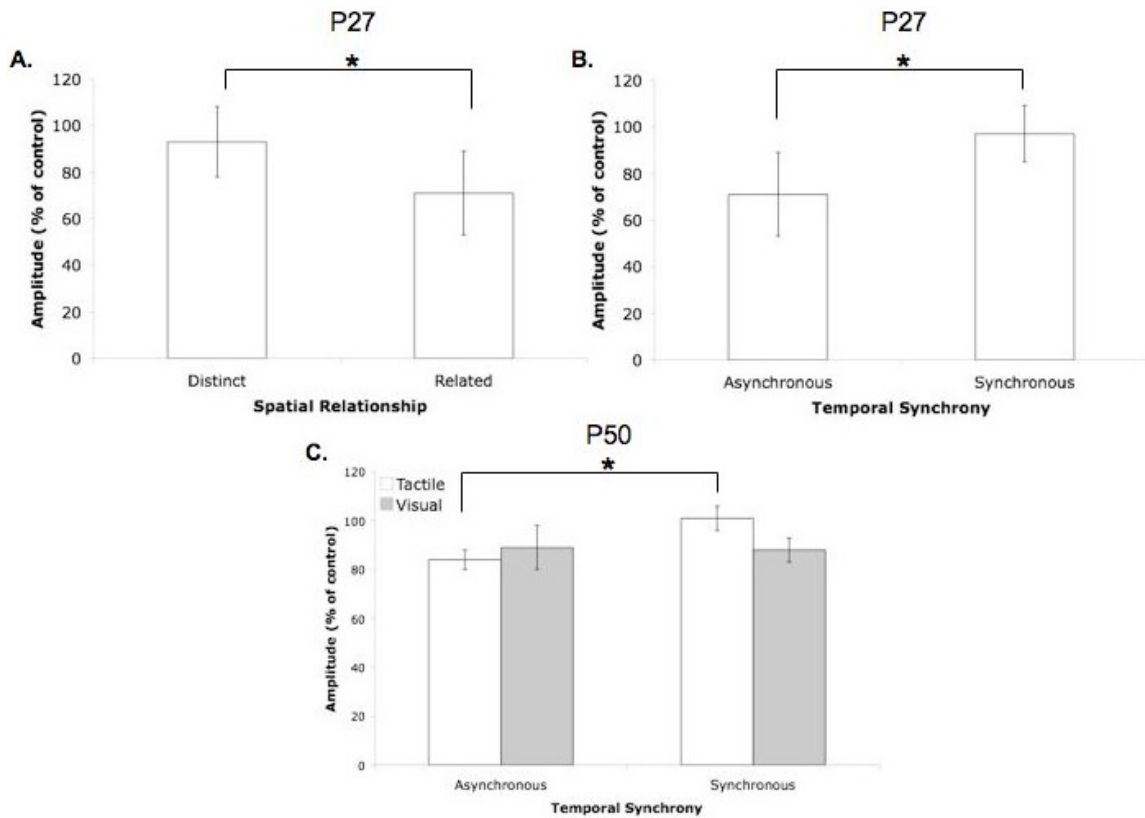 P27
A.
*
Amplitude (% of control)
120
100
80
60
40
20
0
Distinct Related
Spatial Relationship
P27
B.
*
Amplitude (% of control)
120
100
80
60
40
20
0
Asynchronous Synchronous
Temporal Synchrony
P50
C.
*
Tactile
Visual
Amplitude (% of control)
120
100
80
60
40
20
0
Asynchronous Synchronous
Temporal Synchrony